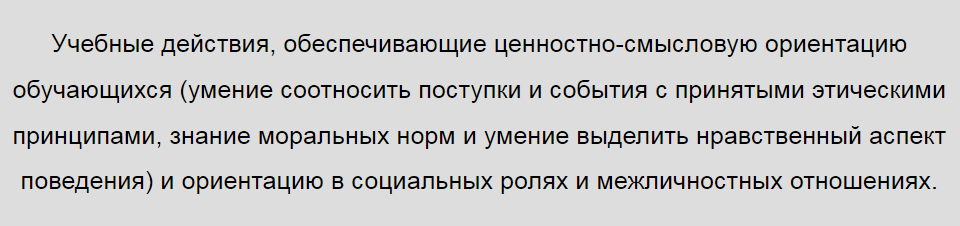 Учебные действия, обеспечивающие ценностно-смысловую ориентацию
обучающихся (умение соотносить поступки и события с принятыми этическими
принципами, знание моральных норм и умение выделить нравственный аспект
поведения) и ориентацию в социальных ролях и межличностных отношениях.